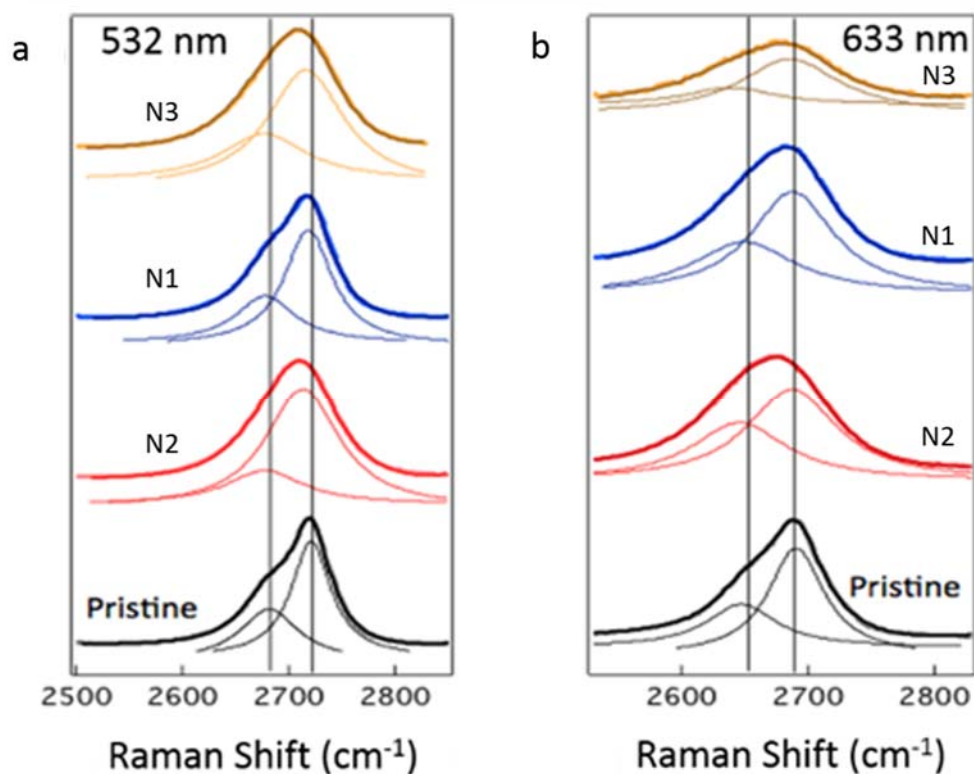 a
532 nm
N3
N1
N2
Pristine
2500 2600 2700 2800
Raman Shift (cm⁻¹)
b
633 nm
N3
N1
N2
Pristine
2600 2700 2800
Raman Shift (cm⁻¹)